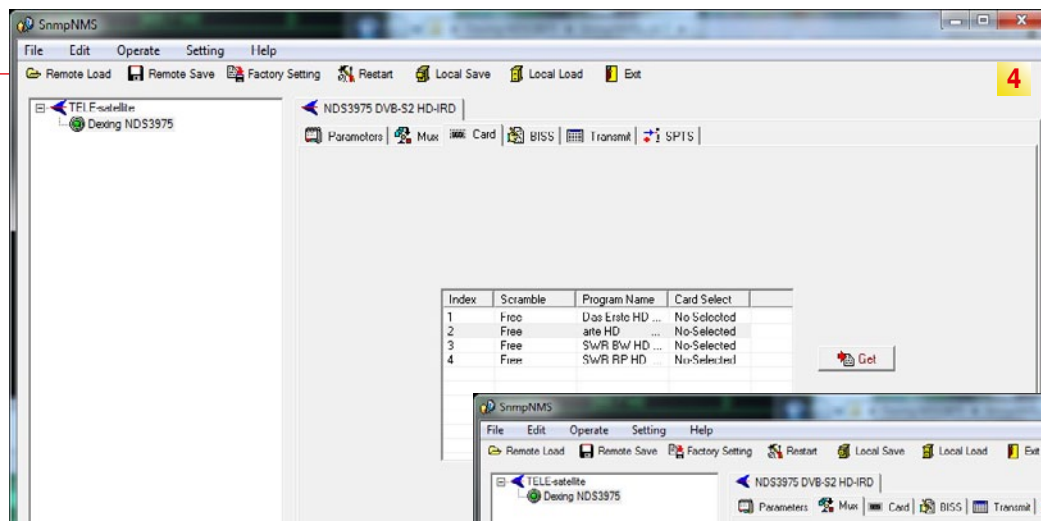 SnmpNMS
File Edit Operate Setting Help
Remote Load Remote Save Factory Setting Restart Local Save Local Load Exit
4
TELE-satellite
Dexing NDS3975
NDS3975 DVB-S2 HD-IRD
Parameters Mux Card BISS Transmit SPTS
Index Scramble Program Name Card Select
1 Free Das Erste HD ... No-Selected
2 Free arte HD ... No-Selected
3 Free SWR BW HD ... No-Selected
4 Free SWR RP HD ... No-Selected
Get
SnmpNMS
File Edit Operate Setting Help
Remote Load Remote Save Factory Setting Restart Local Save Local Load Exit
TELE-satellite
Dexing NDS3975
NDS3975 DVB-S2 HD-IRD
Parameters Mux Card BISS Transmit